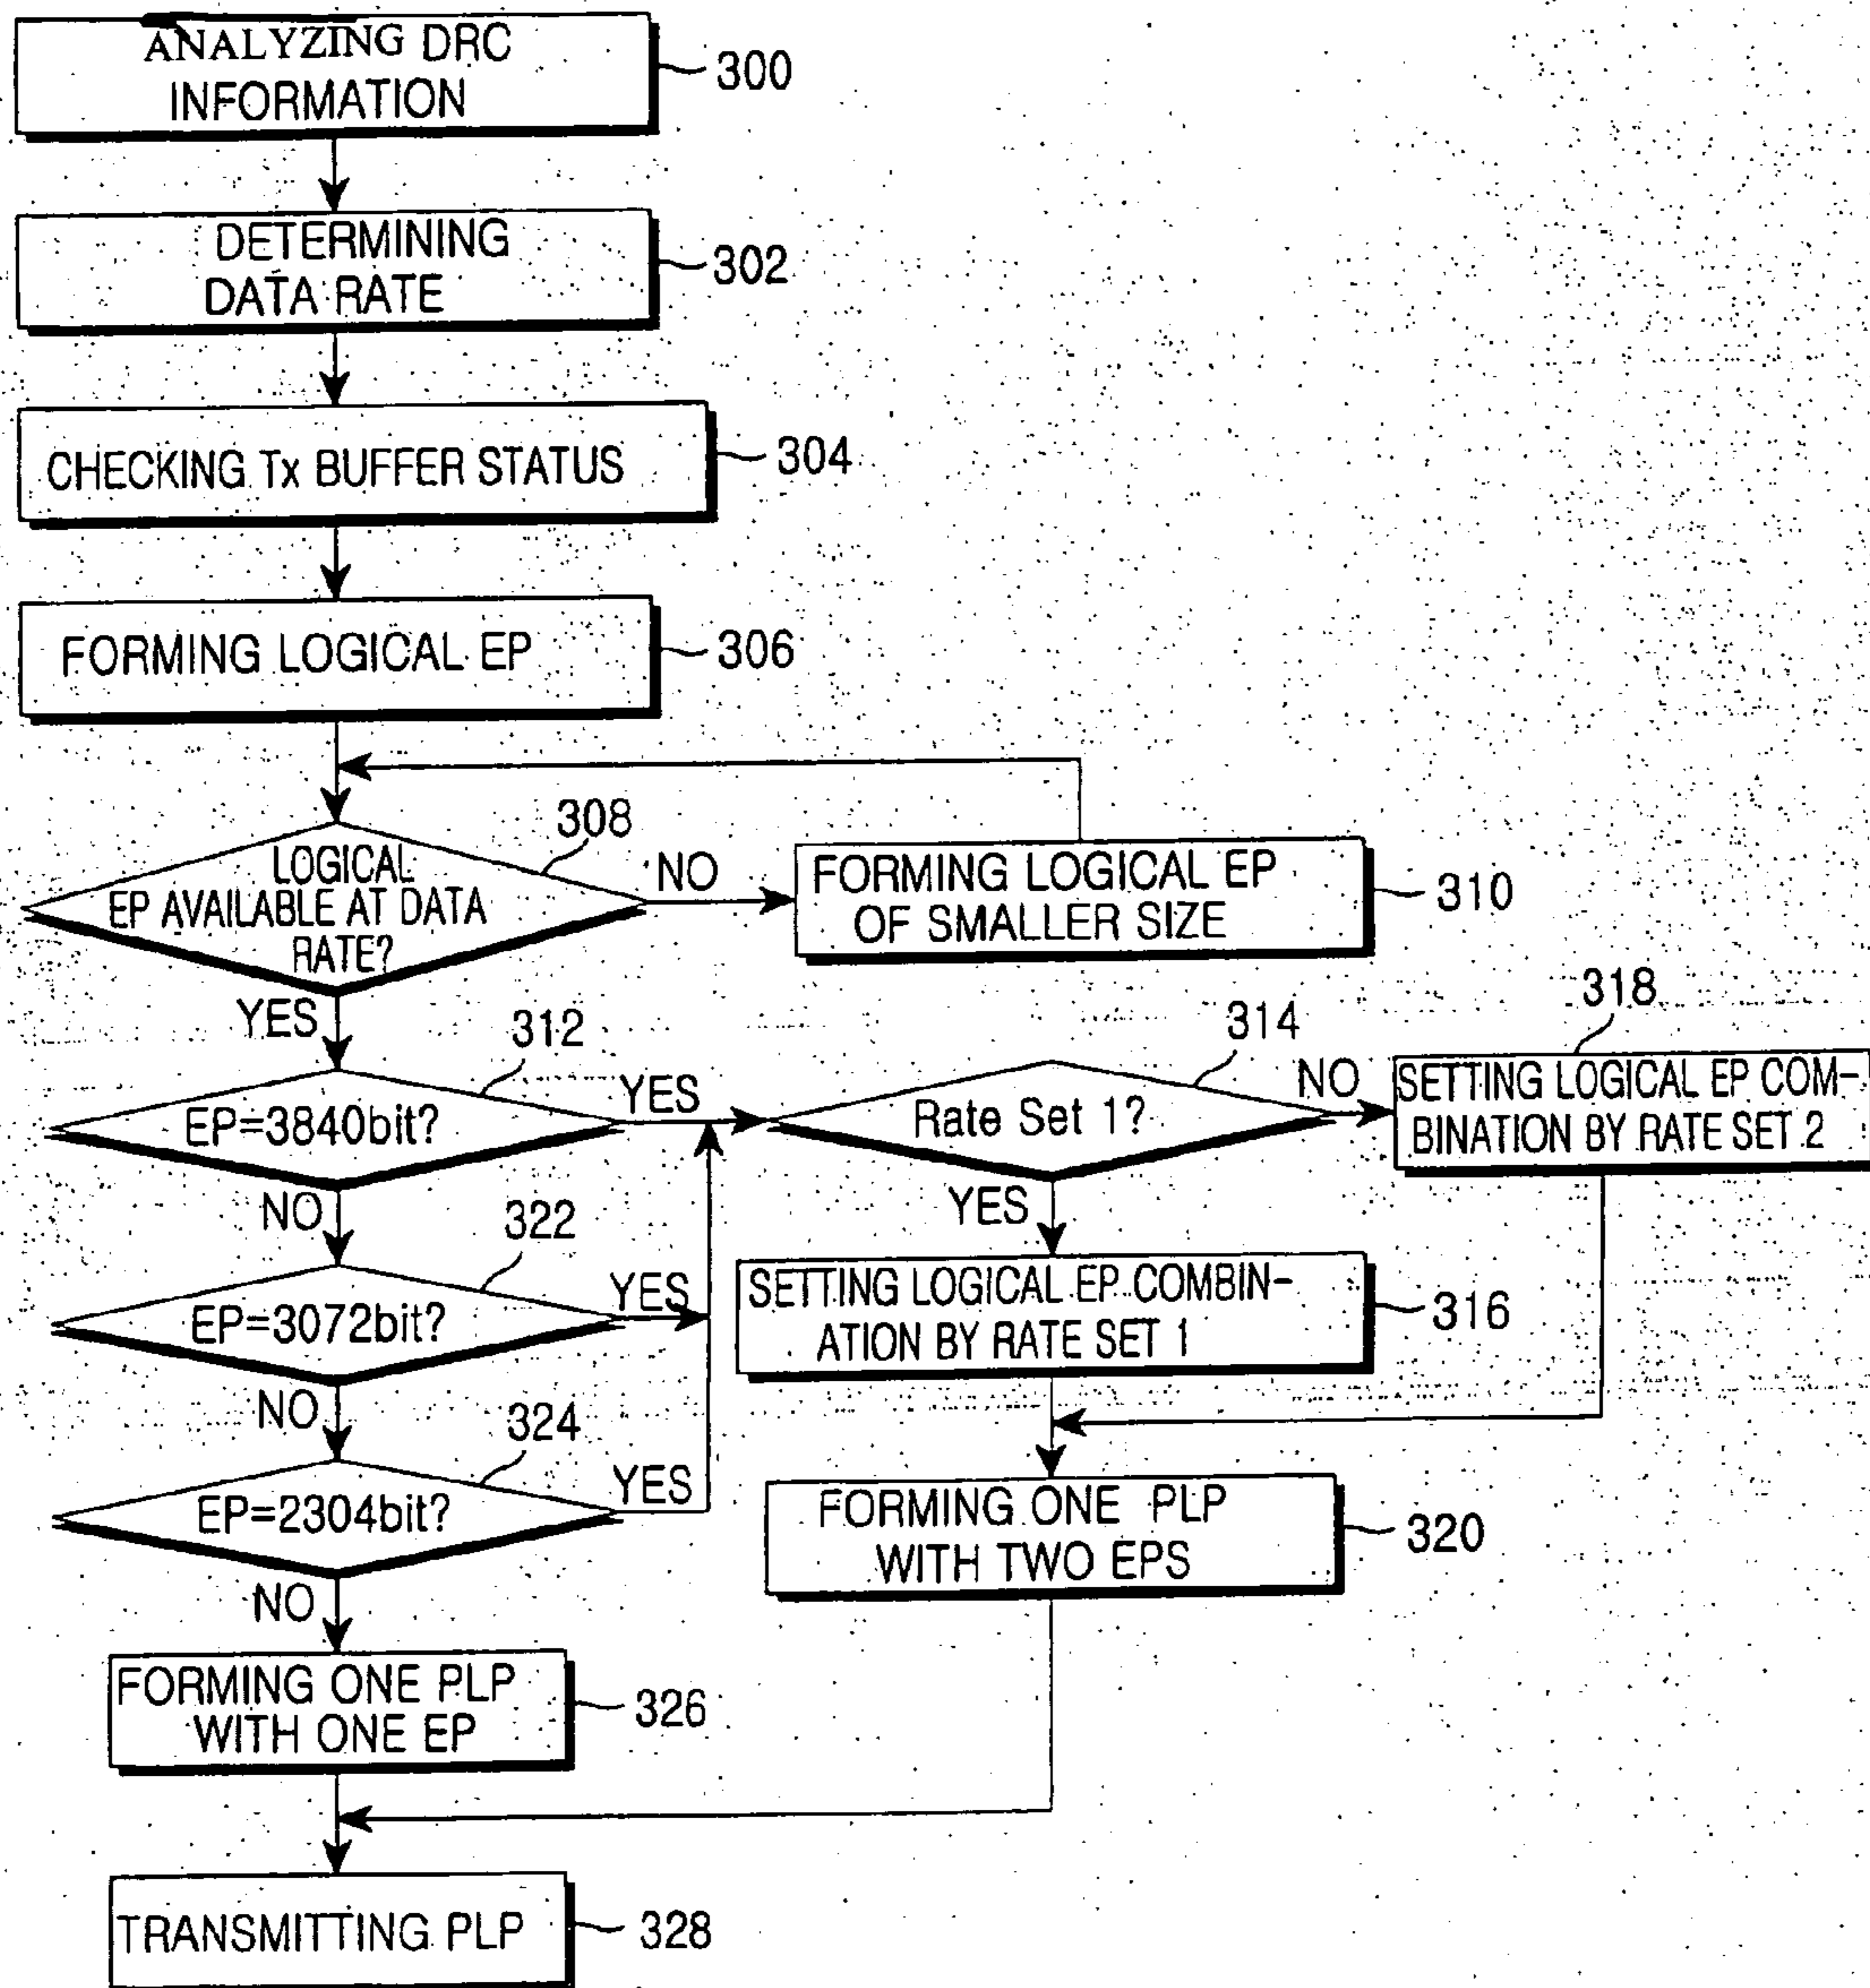 ANALYZING DRC
INFORMATION
300
DETERMINING
DATA RATE
302
CHECKING Tx BUFFER STATUS
304
FORMING LOGICAL EP
306
308
LOGICAL
EP AVAILABLE AT DATA
RATE?
NO
FORMING LOGICAL EP
OF SMALLER SIZE
310
YES
312
EP=3840bit?
YES
314
Rate Set 1?
NO
318
SETTING LOGICAL EP COM-
BINATION BY RATE SET 2
NO
322
EP=3072bit?
YES
YES
SETTING LOGICAL EP COMBIN-
ATION BY RATE SET 1
316
NO
324
EP=2304bit?
YES
FORMING ONE PLP
WITH TWO EPS
320
NO
FORMING ONE PLP
WITH ONE EP
326
TRANSMITTING PLP
328